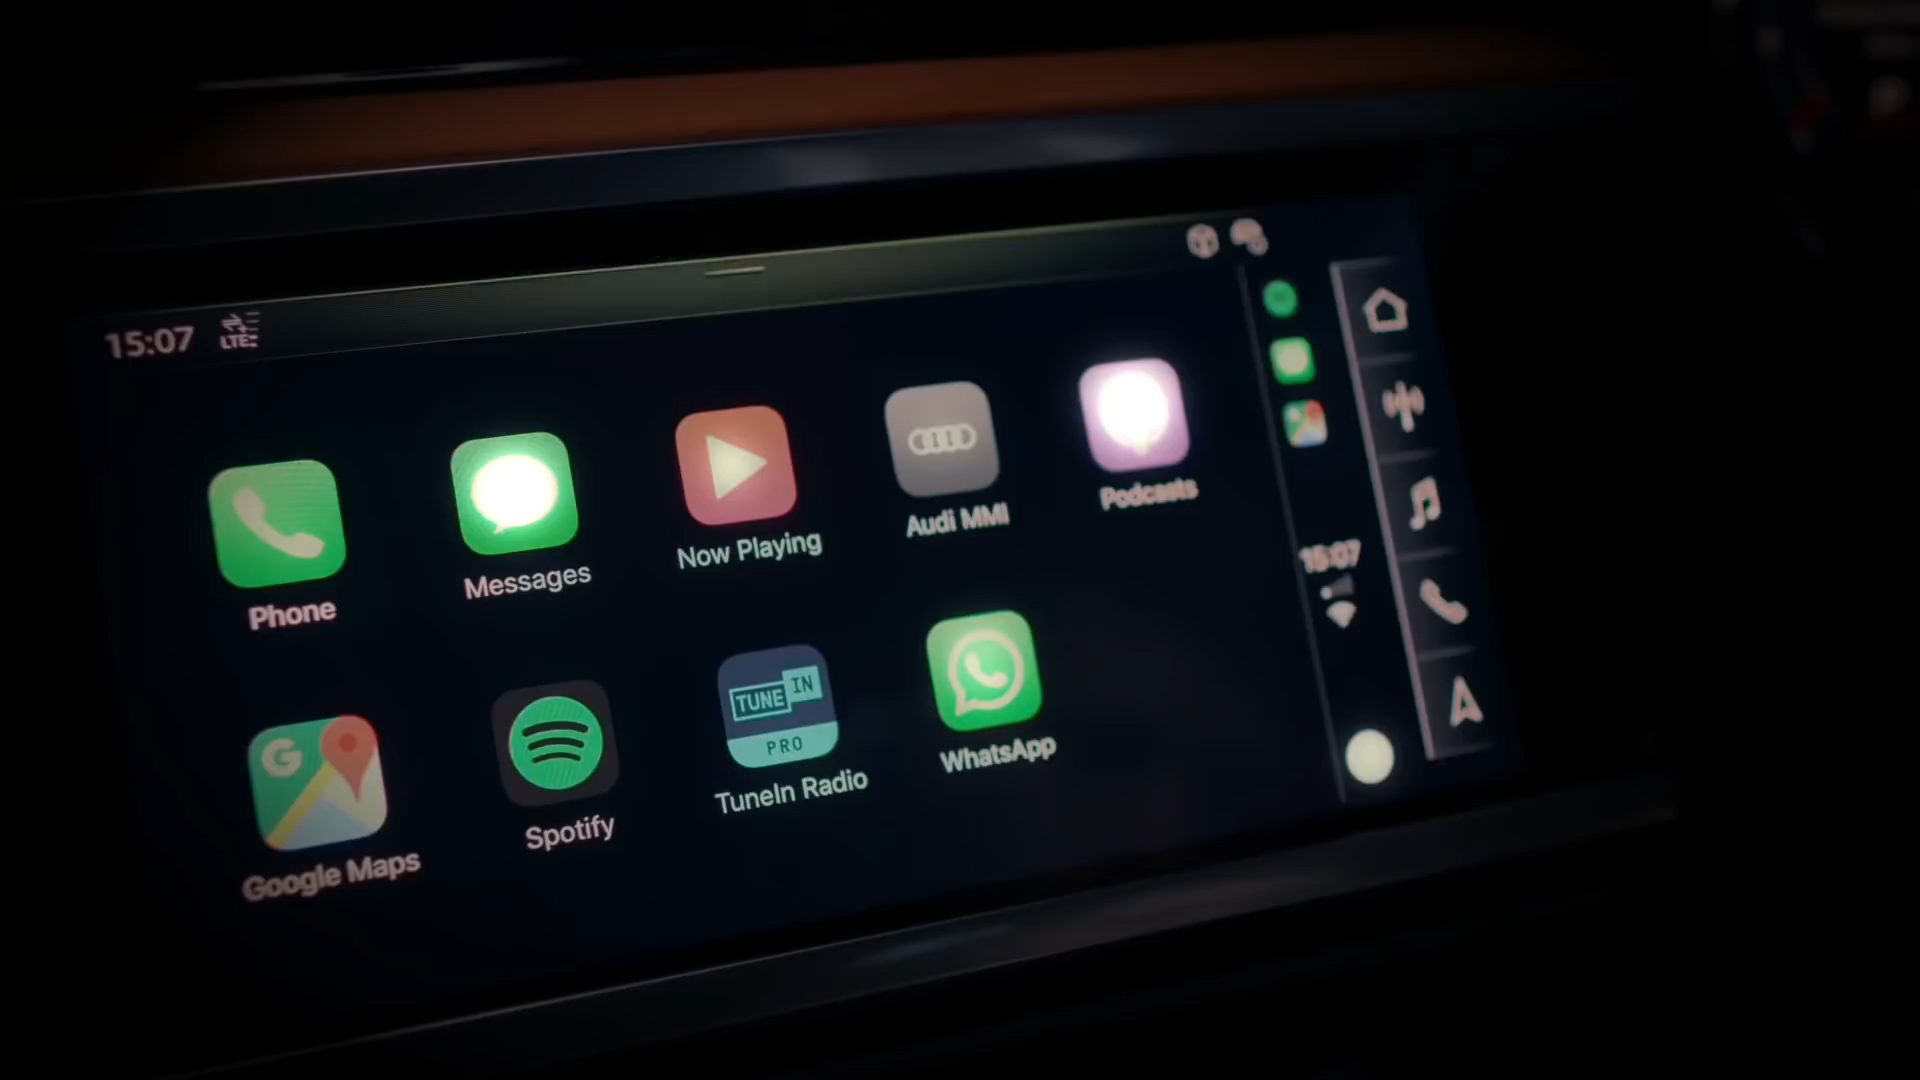 15:07
LTE
Phone
Messages
Now Playing
Audi MMI
Podcasts
15:07
G
Google Maps
Spotify
TUNE IN
PRO
TuneIn Radio
WhatsApp